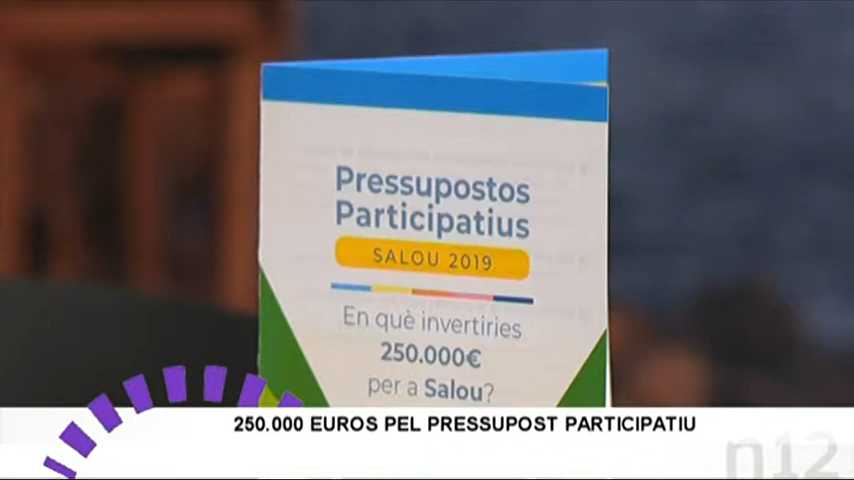 Pressupostos
Participatius
SALOU 2019
En què invertiries
250.000€
per a Salou?
250.000 EUROS PEL PRESSUPOST PARTICIPATIU
n12